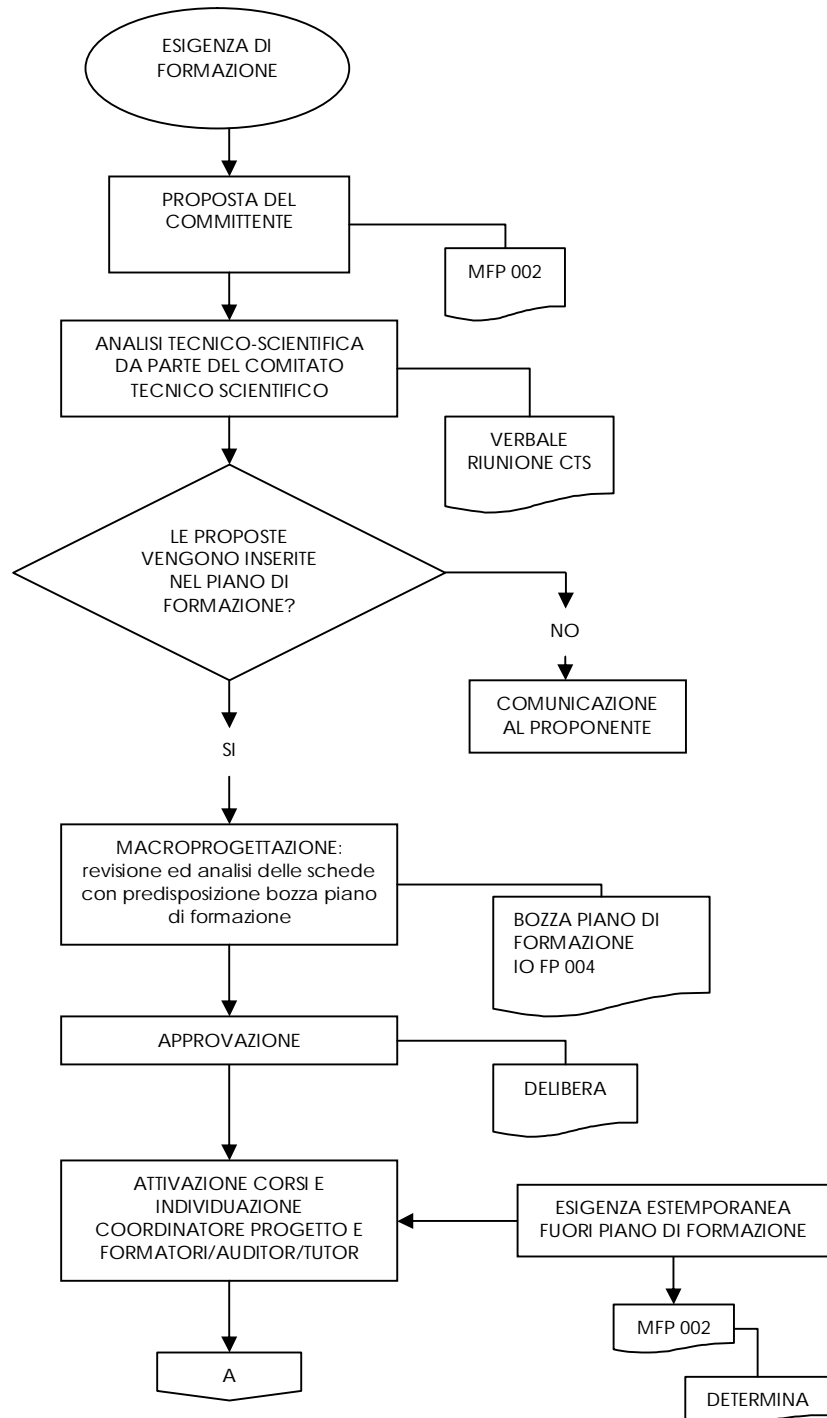 ESIGENZA DI
FORMAZIONE
PROPOSTA DEL
COMMITTENTE
MFP 002
ANALISI TECNICO-SCIENTIFICA
DA PARTE DEL COMITATO
TECNICO SCIENTIFICO
VERBALE
RIUNIONE CTS
LE PROPOSTE
VENGONO INSERITE
NEL PIANO DI
FORMAZIONE?
NO
COMUNICAZIONE
AL PROPONENTE
SI
MACROPROGETTAZIONE:
revisione ed analisi delle schede
con predisposizione bozza piano
di formazione
BOZZA PIANO DI
FORMAZIONE
IO FP 004
APPROVAZIONE
DELIBERA
ATTIVAZIONE CORSI E
INDIVIDUAZIONE
COORDINATORE PROGETTO E
FORMATORI/AUDITOR/TUTOR
ESIGENZA ESTEMPORANEA
FUORI PIANO DI FORMAZIONE
MFP 002
A
DETERMINA